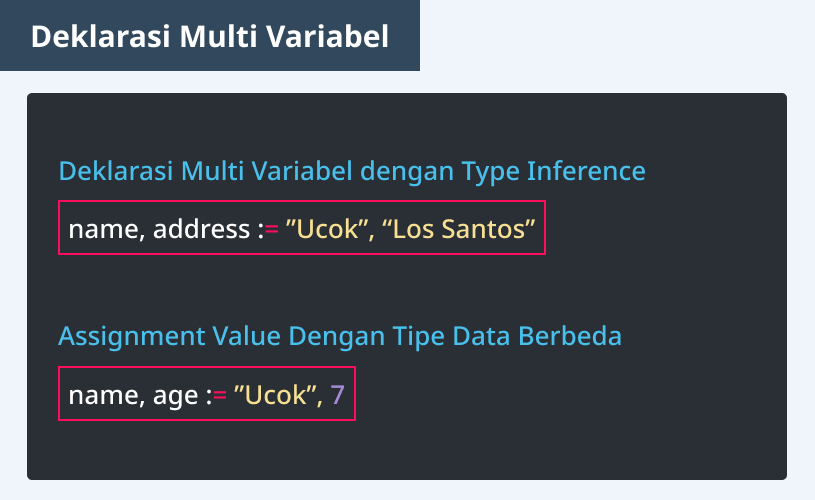 Deklarasi Multi Variabel
Deklarasi Multi Variabel dengan Type Inference
name, address := ”Ucok”, “Los Santos”
Assignment Value Dengan Tipe Data Berbeda
name, age := ”Ucok”, 7